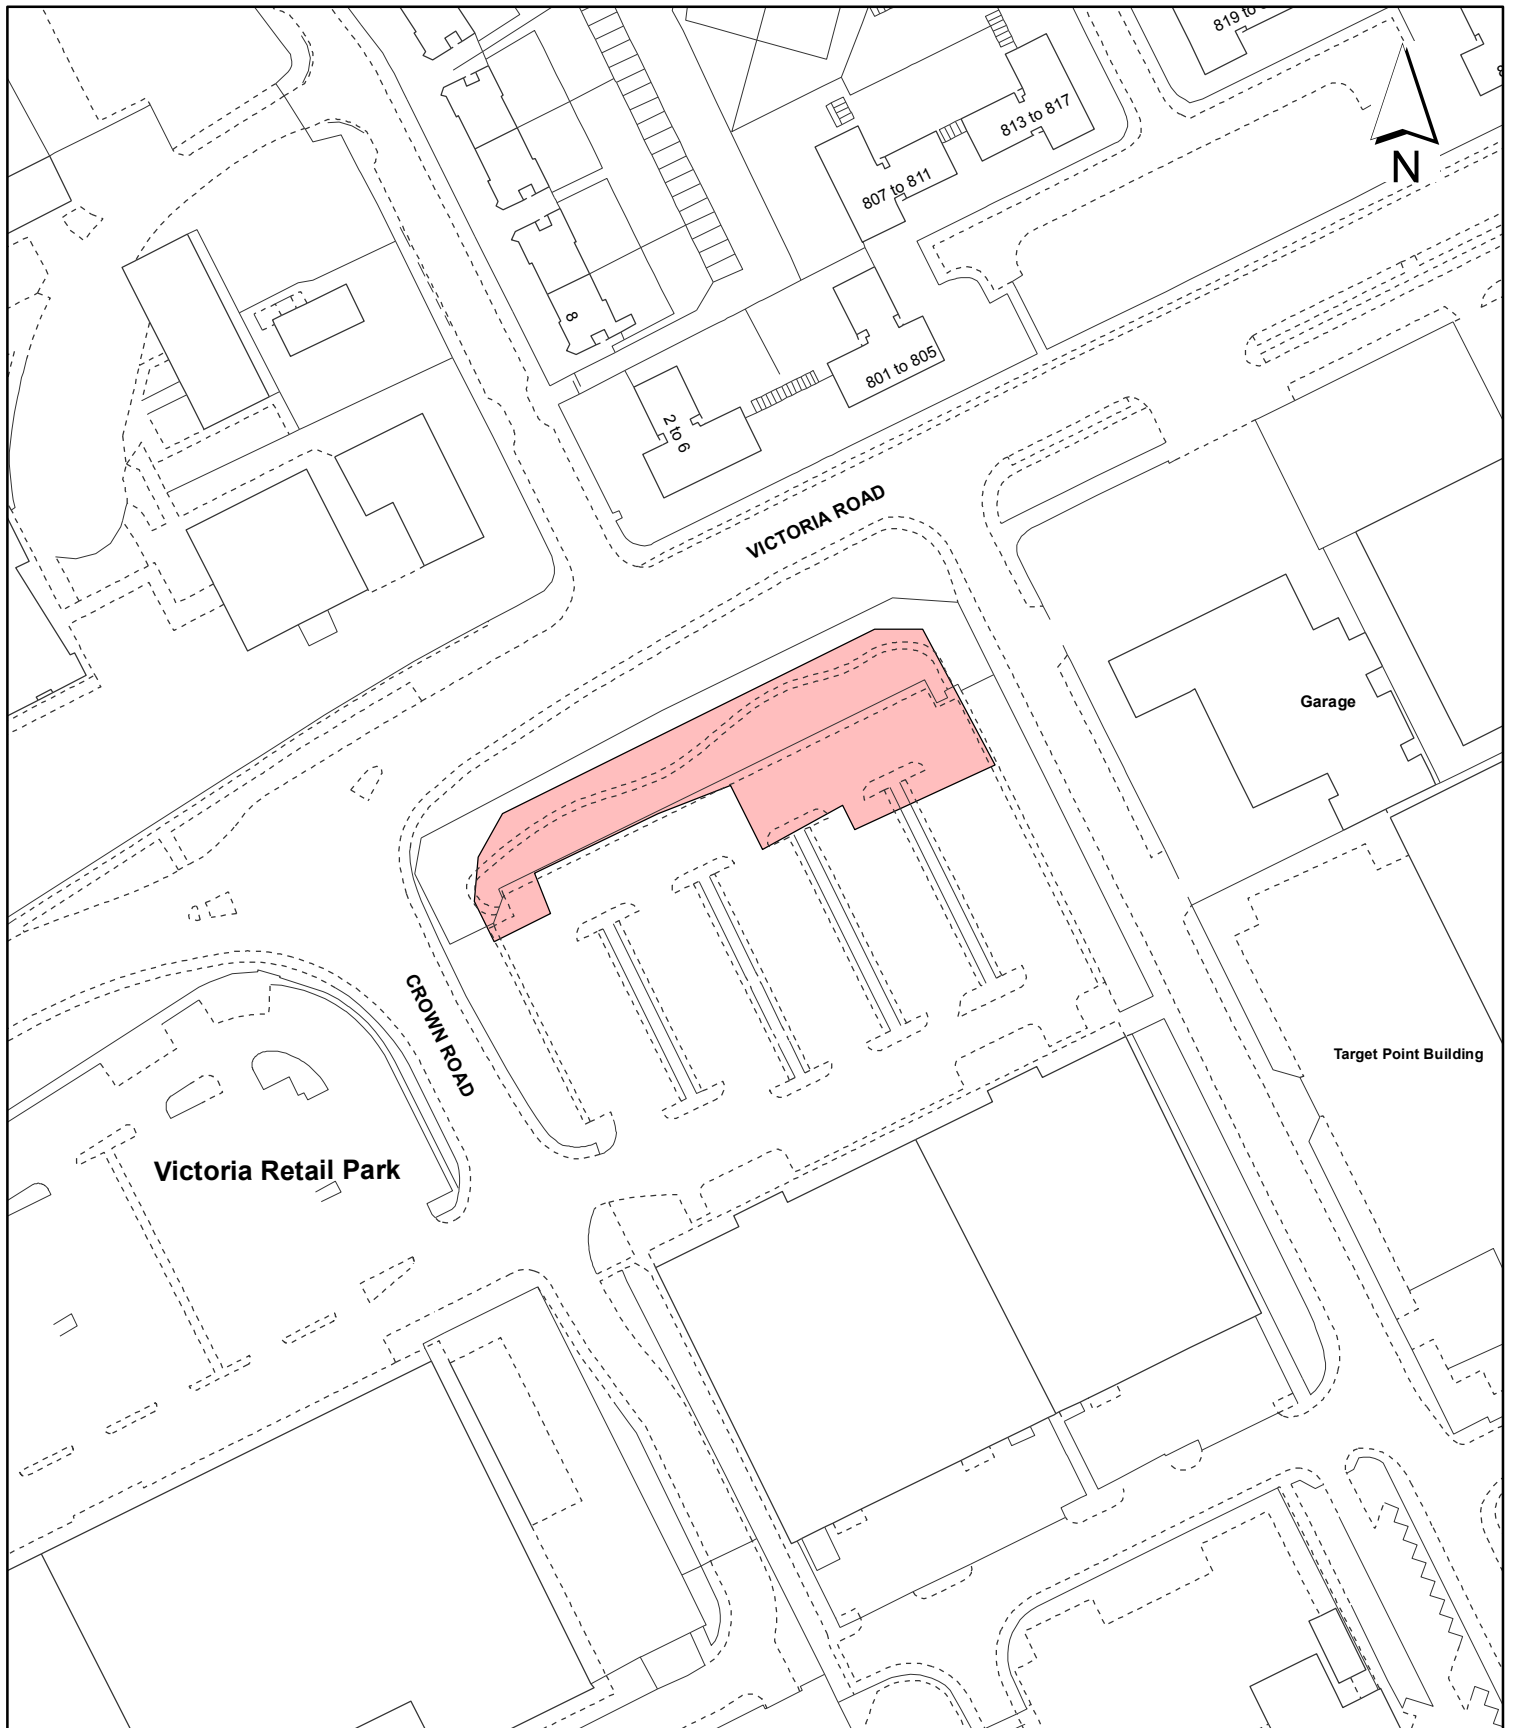 819 to
813 to 817
N
807 to 811
8
801 to 805
2 to 6
VICTORIA ROAD
Garage
CROWN ROAD
Target Point Building
Victoria Retail Park